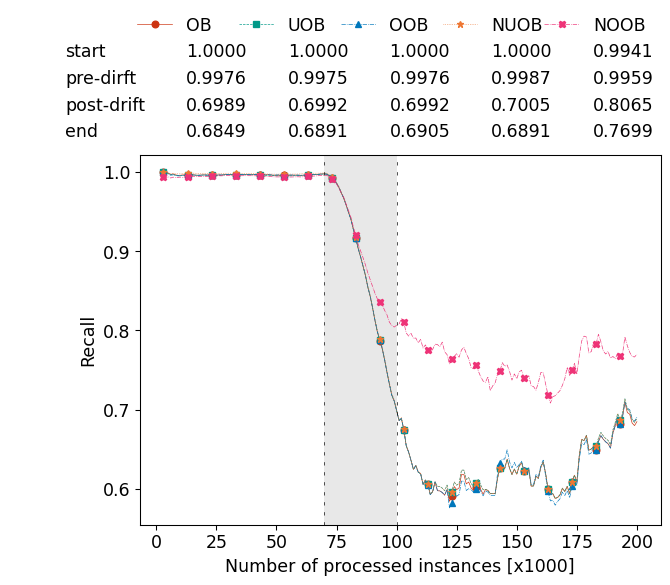 OB UOB OOB NUOB NOOB
start 1.0000 1.0000 1.0000 1.0000 0.9941
pre-dirft 0.9976 0.9975 0.9976 0.9987 0.9959
post-drift 0.6989 0.6992 0.6992 0.7005 0.8065
end 0.6849 0.6891 0.6905 0.6891 0.7699
1.0
0.9
0.8
0.7
0.6
Recall
0 25 50 75 100 125 150 175 200
Number of processed instances [x1000]